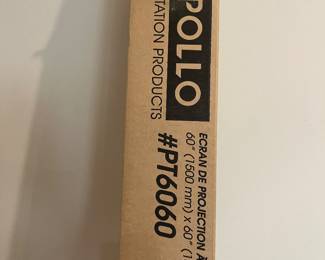 POLLO
TATION PRODUCTS
ECRAN DE PROJECTION À
60" (1500 mm) x 60" (1
#PT6060